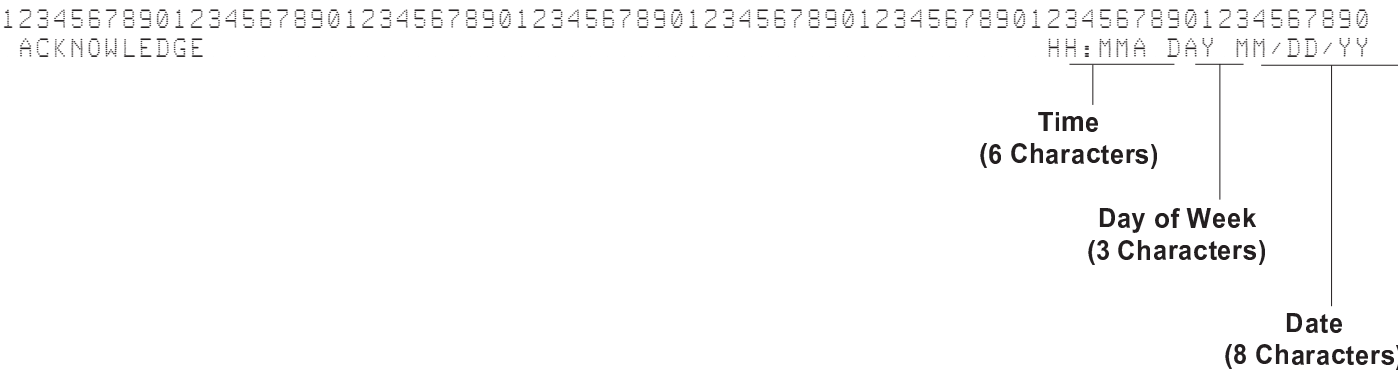 12345678901234567890123456789012345678901234567890123456789012345678901234567890
ACKNOWLEDGE HH:MMA DAY MM/DD/YY
Time
(6 Characters)
Day of Week
(3 Characters)
Date
(8 Characters)